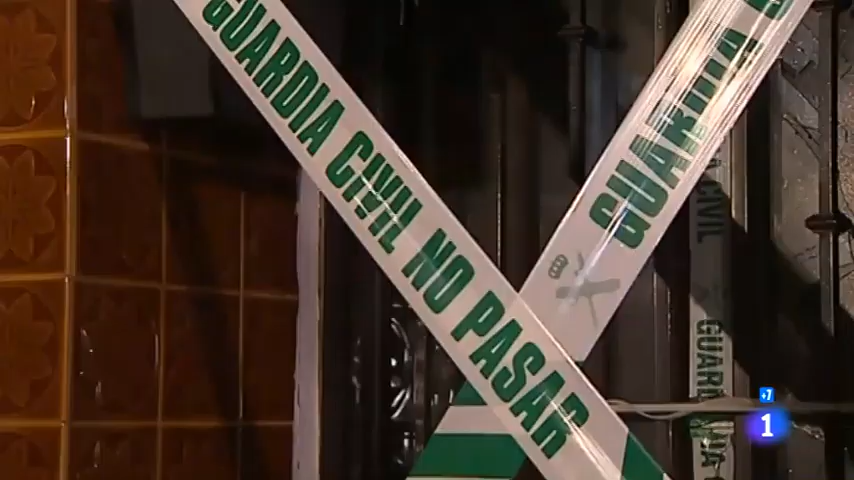 GUARDIA CIVIL NO PASAR
GUARDIA
CIVIL
GUARDIA
+7
1